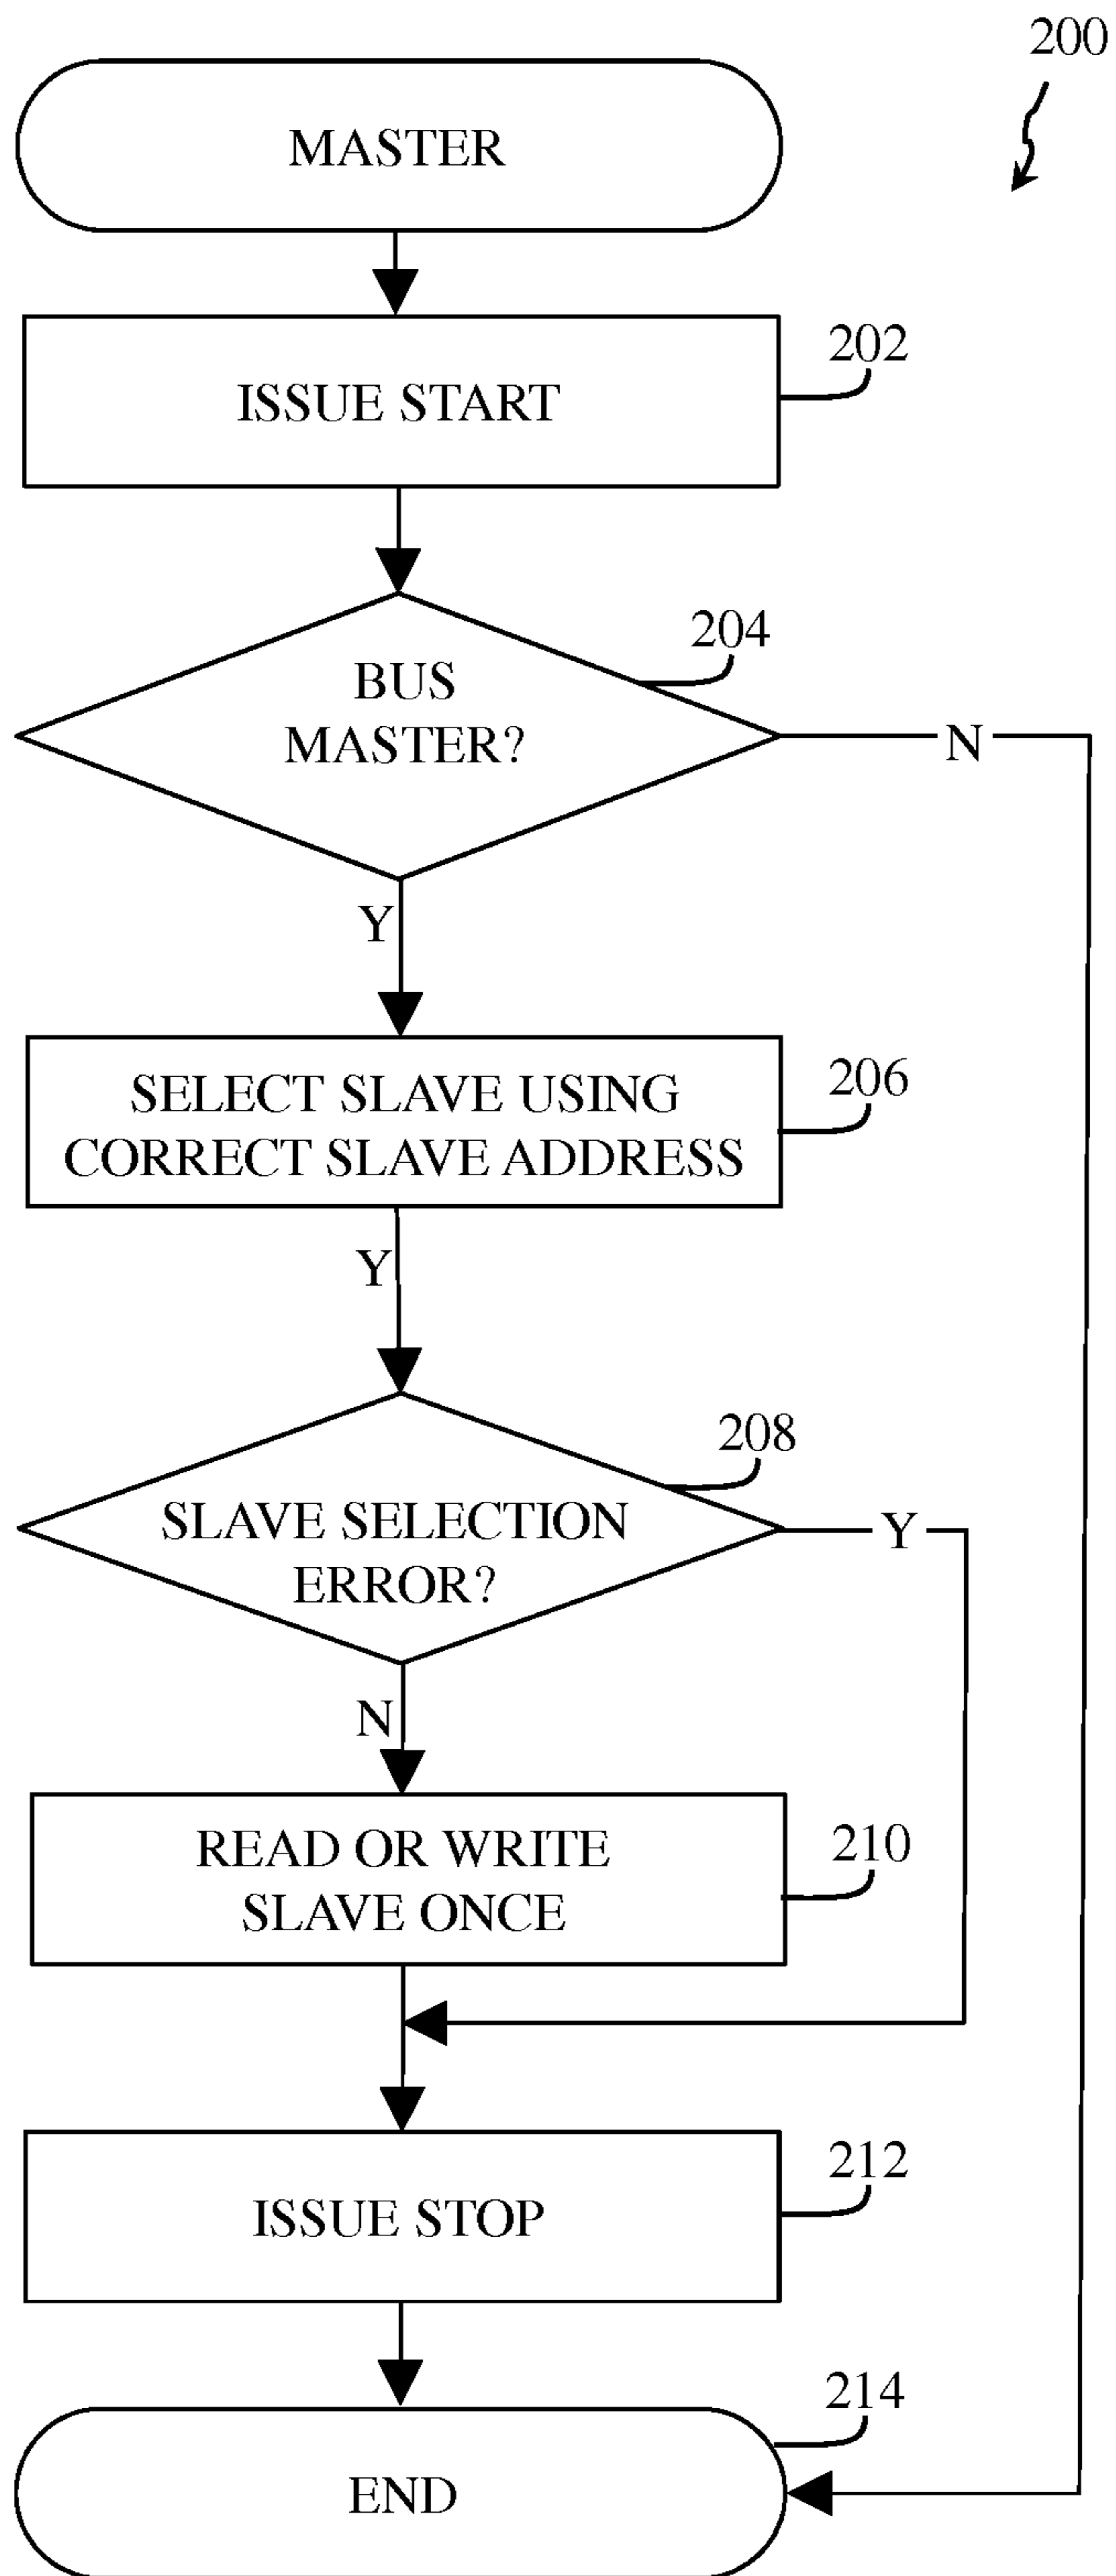 200
MASTER
202
ISSUE START
204
BUS
MASTER?
N
Y
206
SELECT SLAVE USING
CORRECT SLAVE ADDRESS
Y
208
SLAVE SELECTION
ERROR?
Y
N
210
READ OR WRITE
SLAVE ONCE
212
ISSUE STOP
214
END